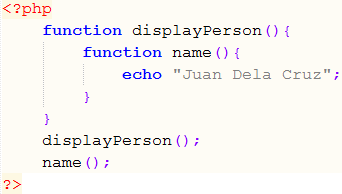 <?php
    function displayPerson(){
        function name(){
            echo "Juan Dela Cruz";
        }
    }
    displayPerson();
    name();
?>